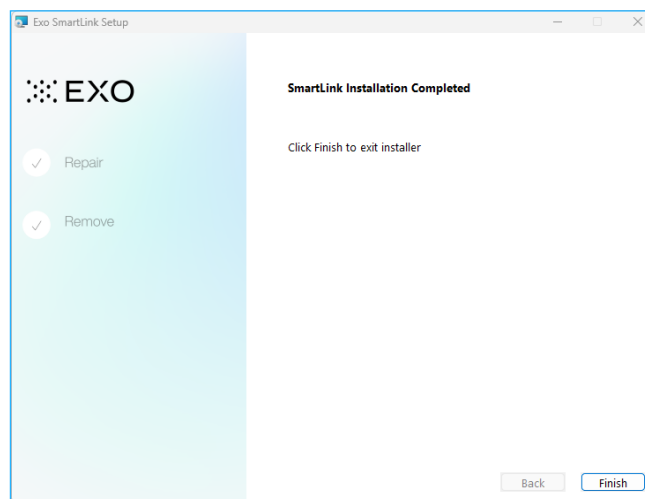 Exo SmartLink Setup
EXO
Repair
Remove
SmartLink Installation Completed
Click Finish to exit installer
Back
Finish